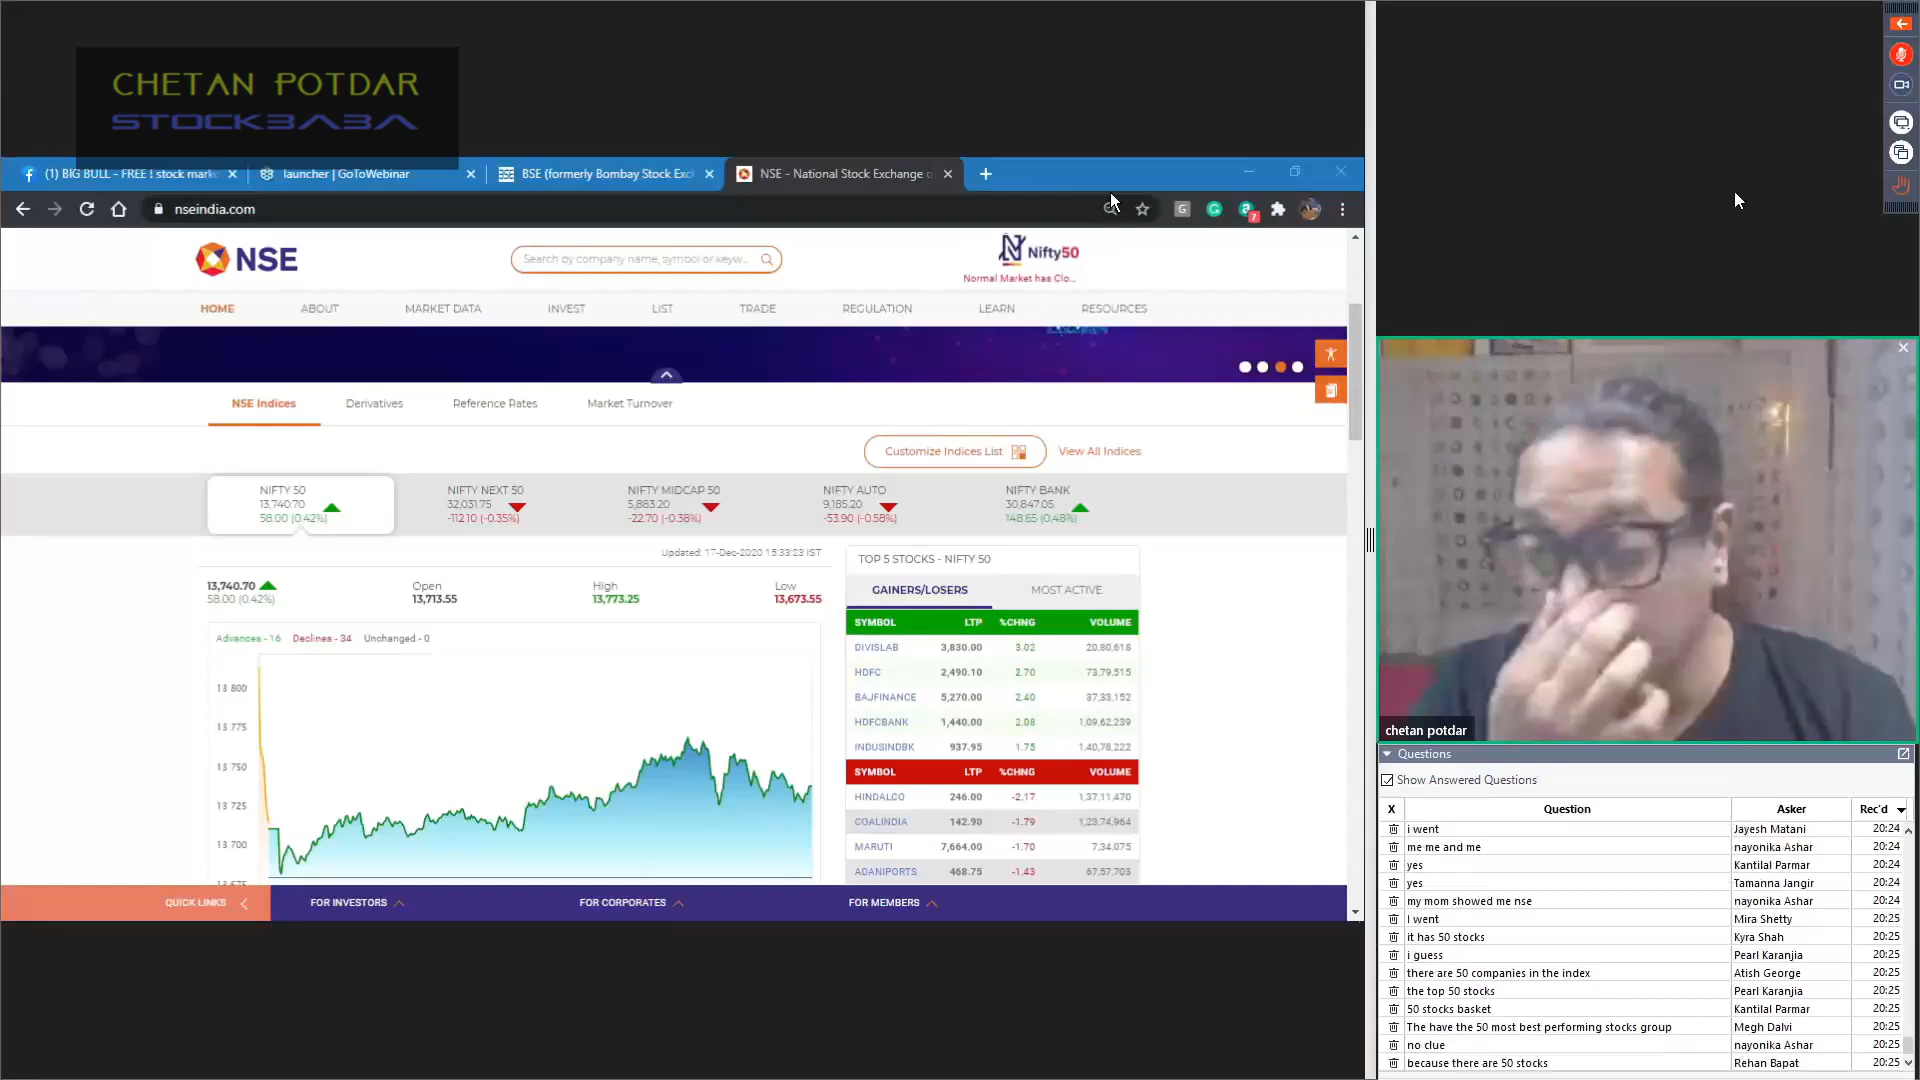 CHETAN POTDAR
STOCKBABA
(1) BIG BULL - FREE ! stock mark
launcher | GoToWebinar
BSE (formerly Bombay Stock Exc
NSE - National Stock Exchange o
nseindia.com
7
NSE
Search by company name, symbol or keyw...
Nifty50
Normal Market has Clo...
HOME ABOUT MARKET DATA INVEST LIST TRADE REGULATION LEARN RESOURCES
NSE Indices Derivatives Reference Rates Market Turnover
Customize Indices List View All Indices
NIFTY 50
13,740.70
58.00 (0.42%)
NIFTY NEXT 50
32,031.75
-112.10 (-0.35%)
NIFTY MIDCAP 50
5,883.20
-22.70 (-0.38%)
NIFTY AUTO
9,185.20
-53.90 (-0.58%)
NIFTY BANK
30,847.05
148.65 (0.48%)
Updated: 17-Dec-2020 15:33:23 IST
13,740.70
58.00 (0.42%)
Open
13,713.55
High
13,773.25
Low
13,673.55
Advances - 16 Declines - 34 Unchanged - 0
13 800
13 775
13 750
13 725
13 700
13 675
TOP 5 STOCKS - NIFTY 50
GAINERS/LOSERS MOST ACTIVE
SYMBOL LTP %CHNG VOLUME
DIVISLAB 3,830.00 3.02 20,80,618
HDFC 2,490.10 2.70 73,79,515
BAJFINANCE 5,270.00 2.40 37,33,152
HDFCBANK 1,440.00 2.08 1,09,62,239
INDUSINDBK 937.95 1.75 1,40,78,222
SYMBOL LTP %CHNG VOLUME
HINDALCO 246.00 -2.17 1,37,11,470
COALINDIA 142.90 -1.79 1,23,74,964
MARUTI 7,664.00 -1.70 7,34,075
ADANIPORTS 468.75 -1.43 67,57,703
QUICK LINKS FOR INVESTORS FOR CORPORATES FOR MEMBERS
chetan potdar
Questions
Show Answered Questions
X Question Asker Rec'd
i went Jayesh Matani 20:24
me me and me nayonika Ashar 20:24
yes Kantilal Parmar 20:24
yes Tamanna Jangir 20:24
my mom showed me nse nayonika Ashar 20:24
I went Mira Shetty 20:25
it has 50 stocks Kyra Shah 20:25
i guess Pearl Karanjia 20:25
there are 50 companies in the index Atish George 20:25
the top 50 stocks Pearl Karanjia 20:25
50 stocks basket Kantilal Parmar 20:25
The have the 50 most best performing stocks group Megh Dalvi 20:25
no clue nayonika Ashar 20:25
because there are 50 stocks Rehan Bapat 20:25